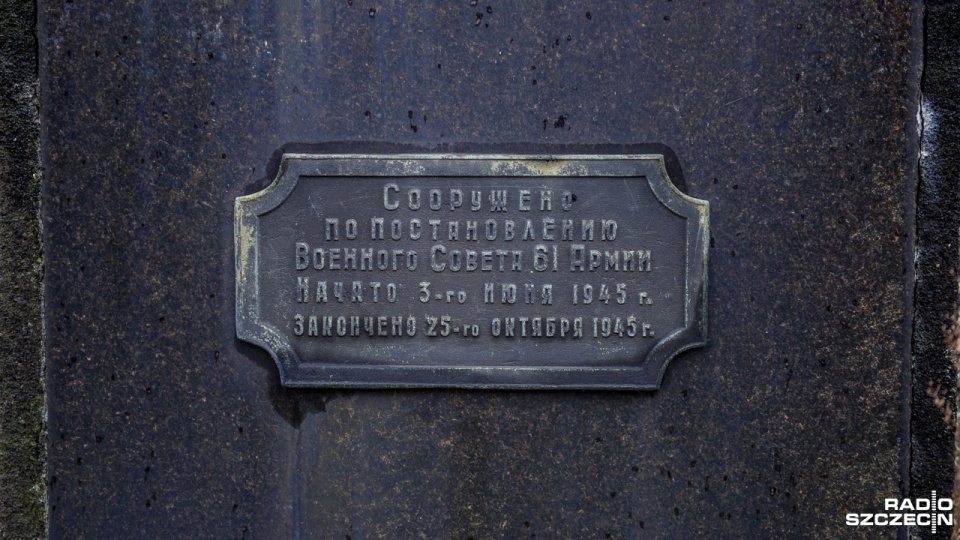 Сооружено
по постановлению
Военного Совета 61 Армии
Начато 3-го июня 1945 г.
Закончено 25-го октября 1945 г.
RADIO
SZCZECIN